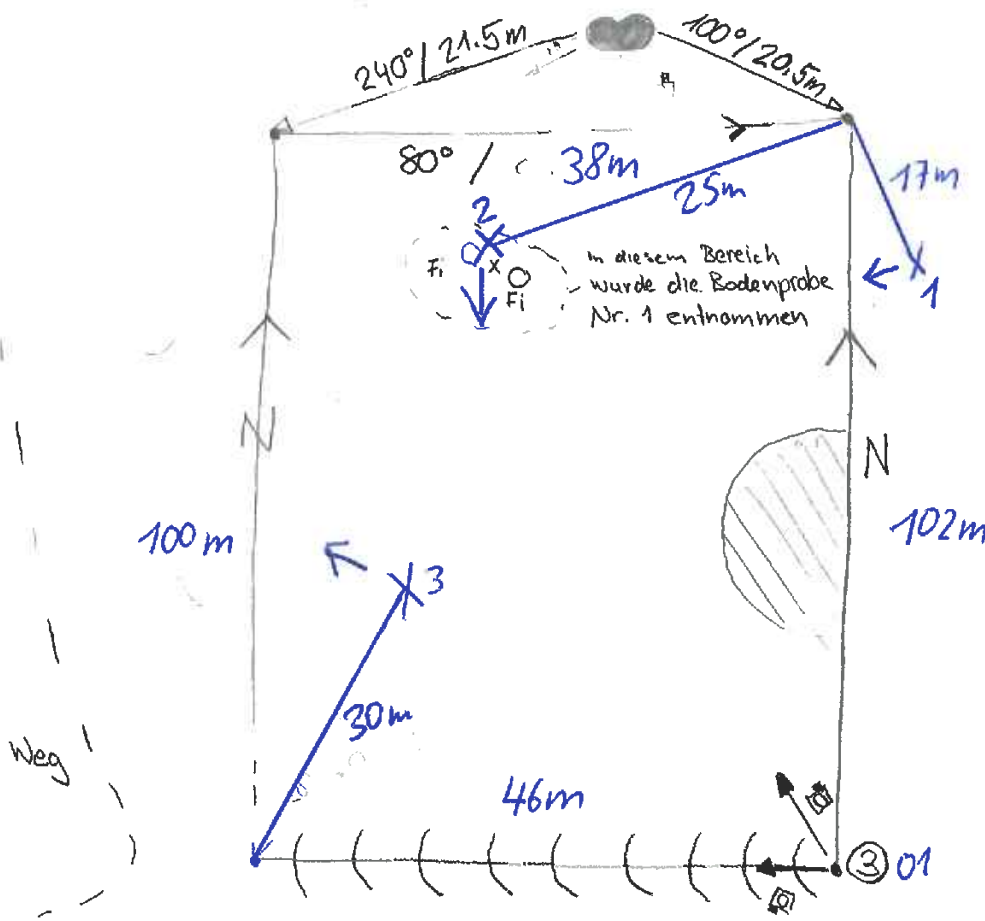 240°/21.5m
100°/20,5m
80° /
38m
25m
17m
2
Fi
x
Fi
in diesem Bereich
wurde die Bodenprobe
Nr. 1 entnommen
1
N
N
100m
102m
3
30m
Weg
46m
3 01